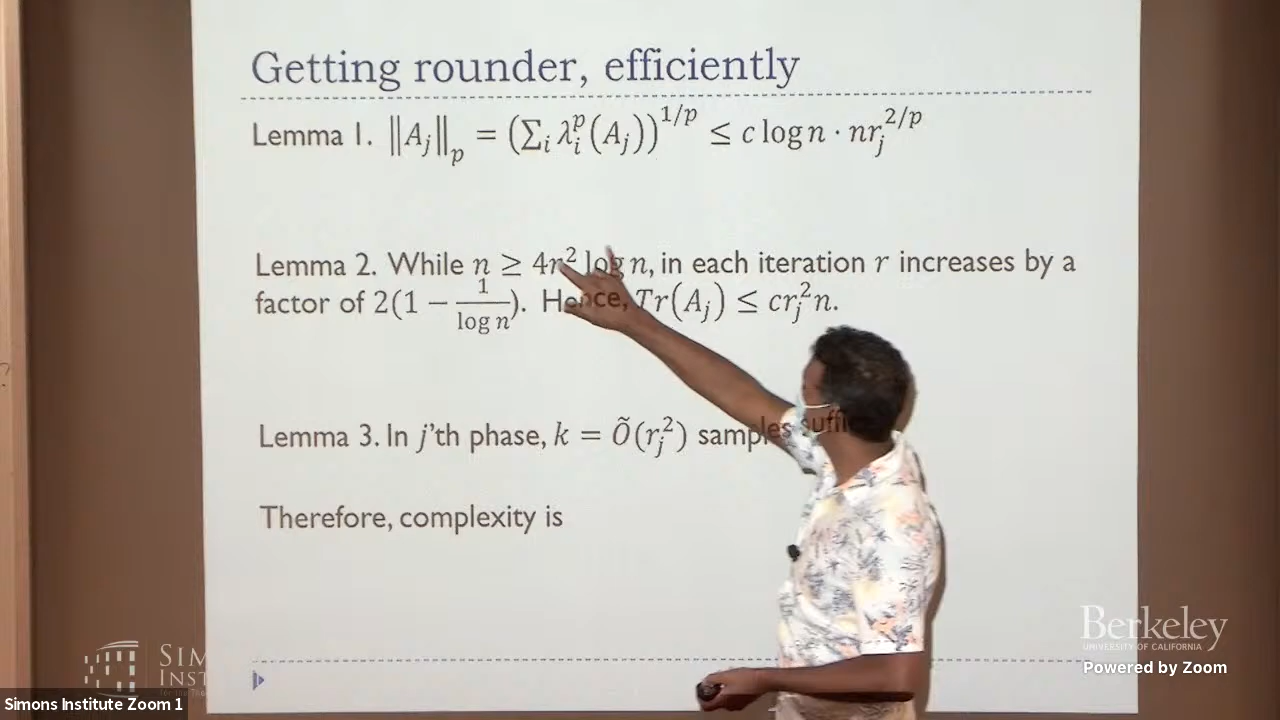 Getting rounder, efficiently
Lemma 1. ‖A_j‖_p = (∑_i λ_i^p(A_j))^{1/p} ≤ c log n · nr_j^{2/p}
Lemma 2. While n ≥ 4r² log n, in each iteration r increases by a
factor of 2(1 − 1/log n). Hence, Tr(A_j) ≤ cr_j²n.
Lemma 3. In j'th phase, k = Õ(r_j²) samples
Therefore, complexity is
Berkeley
UNIVERSITY OF CALIFORNIA
Powered by Zoom
Simons Institute Zoom 1